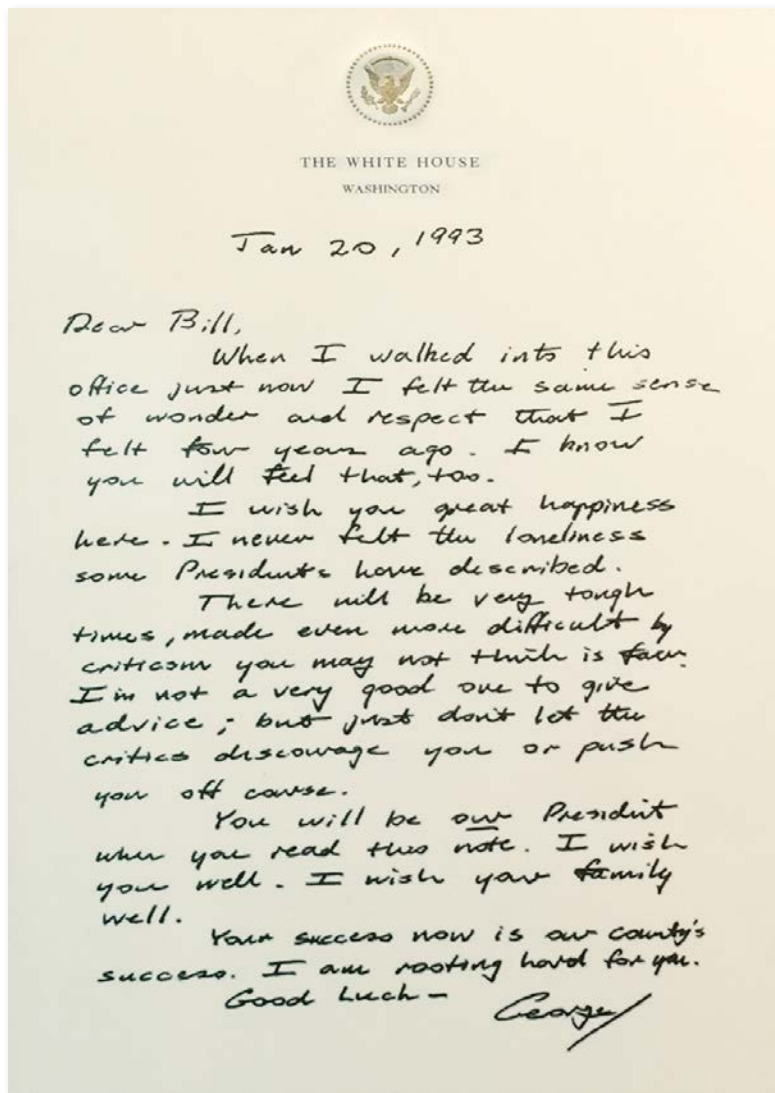 THE WHITE HOUSE
WASHINGTON
Jan 20, 1993
Dear Bill,
When I walked into this
office just now I felt the same sense
of wonder and respect that I
felt four years ago. I know
you will feel that, too.
I wish you great happiness
here. I never felt the loneliness
some Presidents have described.
There will be very tough
times, made even more difficult by
criticism you may not think is fair.
I'm not a very good one to give
advice; but just don't let the
critics discourage you or push
you off course.
You will be our President
when you read this note. I wish
you well. I wish your family
well.
Your success now is our country's
success. I am rooting hard for you.
Good Luck -
George